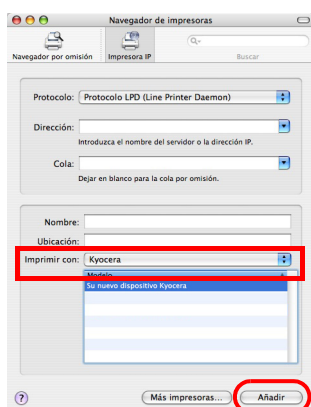 Navegador de impresoras
Navegador por omisión Impresora IP Buscar
Protocolo: Protocolo LPD (Line Printer Daemon)
Dirección:
Introduzca el nombre del servidor o la dirección IP.
Cola:
Dejar en blanco para la cola por omisión.
Nombre:
Ubicación:
Imprimir con: Kyocera
Modelo
Su nuevo dispositivo Kyocera
? Más impresoras... Añadir